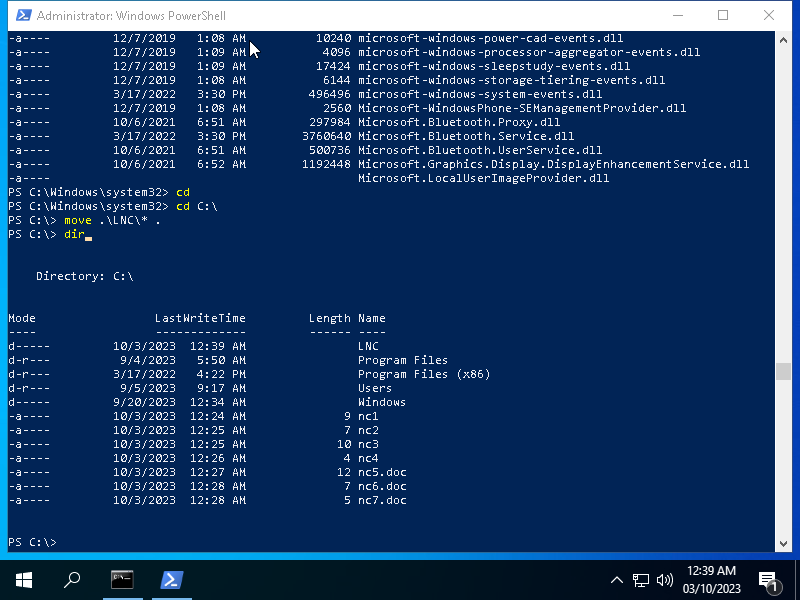 Administrator: Windows PowerShell
-a---- 12/7/2019 1:08 AM 10240 microsoft-windows-power-cad-events.dll
-a---- 12/7/2019 1:09 AM 4096 microsoft-windows-processor-aggregator-events.dll
-a---- 12/7/2019 1:09 AM 17424 microsoft-windows-sleepstudy-events.dll
-a---- 12/7/2019 1:08 AM 6144 microsoft-windows-storage-tiering-events.dll
-a---- 3/17/2022 3:30 PM 496496 microsoft-windows-system-events.dll
-a---- 12/7/2019 1:08 AM 2560 Microsoft-WindowsPhone-SEManagementProvider.dll
-a---- 10/6/2021 6:51 AM 297984 Microsoft.Bluetooth.Proxy.dll
-a---- 3/17/2022 3:30 PM 3760640 Microsoft.Bluetooth.Service.dll
-a---- 10/6/2021 6:51 AM 500736 Microsoft.Bluetooth.UserService.dll
-a---- 10/6/2021 6:52 AM 1192448 Microsoft.Graphics.Display.DisplayEnhancementService.dll
-a---- Microsoft.LocalUserImageProvider.dll
PS C:\Windows\system32> cd
PS C:\Windows\system32> cd C:\
PS C:\> move .\LNC\* .
PS C:\> dir
Directory: C:\
Mode LastWriteTime Length Name
---- ------------- ------ ----
d----- 10/3/2023 12:39 AM LNC
d-r--- 9/4/2023 5:50 AM Program Files
d-r--- 3/17/2022 4:22 PM Program Files (x86)
d-r--- 9/5/2023 9:17 AM Users
d----- 9/20/2023 12:34 AM Windows
-a---- 10/3/2023 12:24 AM 9 nc1
-a---- 10/3/2023 12:25 AM 7 nc2
-a---- 10/3/2023 12:25 AM 10 nc3
-a---- 10/3/2023 12:26 AM 4 nc4
-a---- 10/3/2023 12:27 AM 12 nc5.doc
-a---- 10/3/2023 12:28 AM 7 nc6.doc
-a---- 10/3/2023 12:28 AM 5 nc7.doc
PS C:\>
12:39 AM
03/10/2023
1